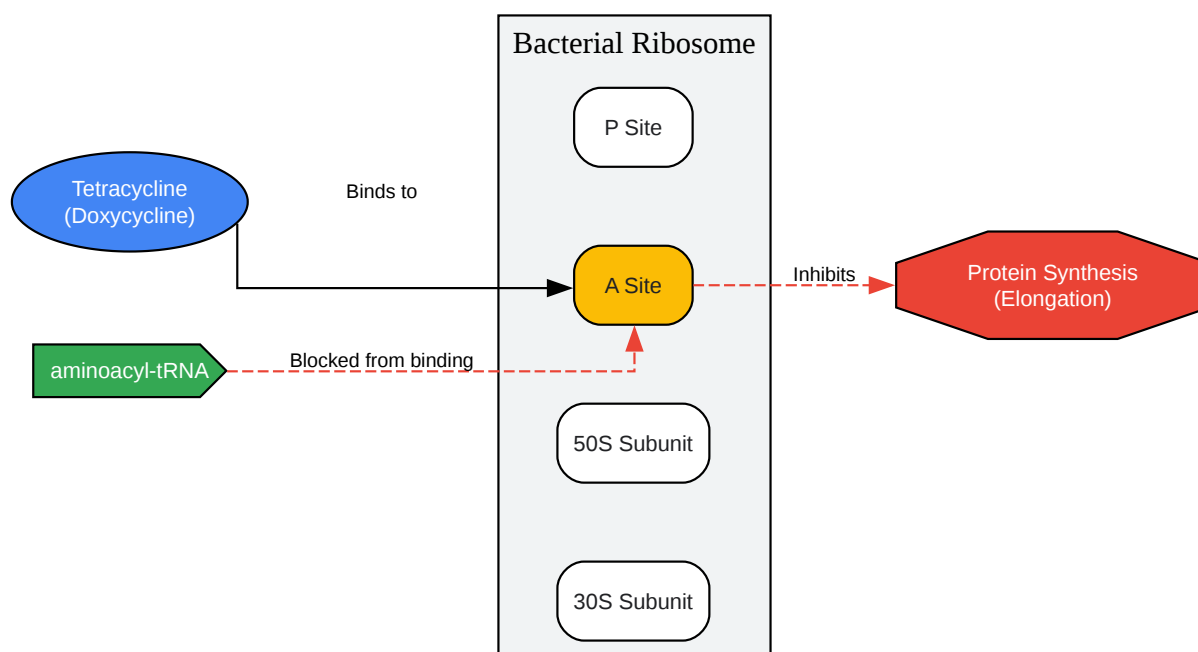 Bacterial Ribosome
P Site
Tetracycline
(Doxycycline)
Binds to
A Site
Inhibits
Protein Synthesis
(Elongation)
aminoacyl-tRNA
Blocked from binding
50S Subunit
30S Subunit